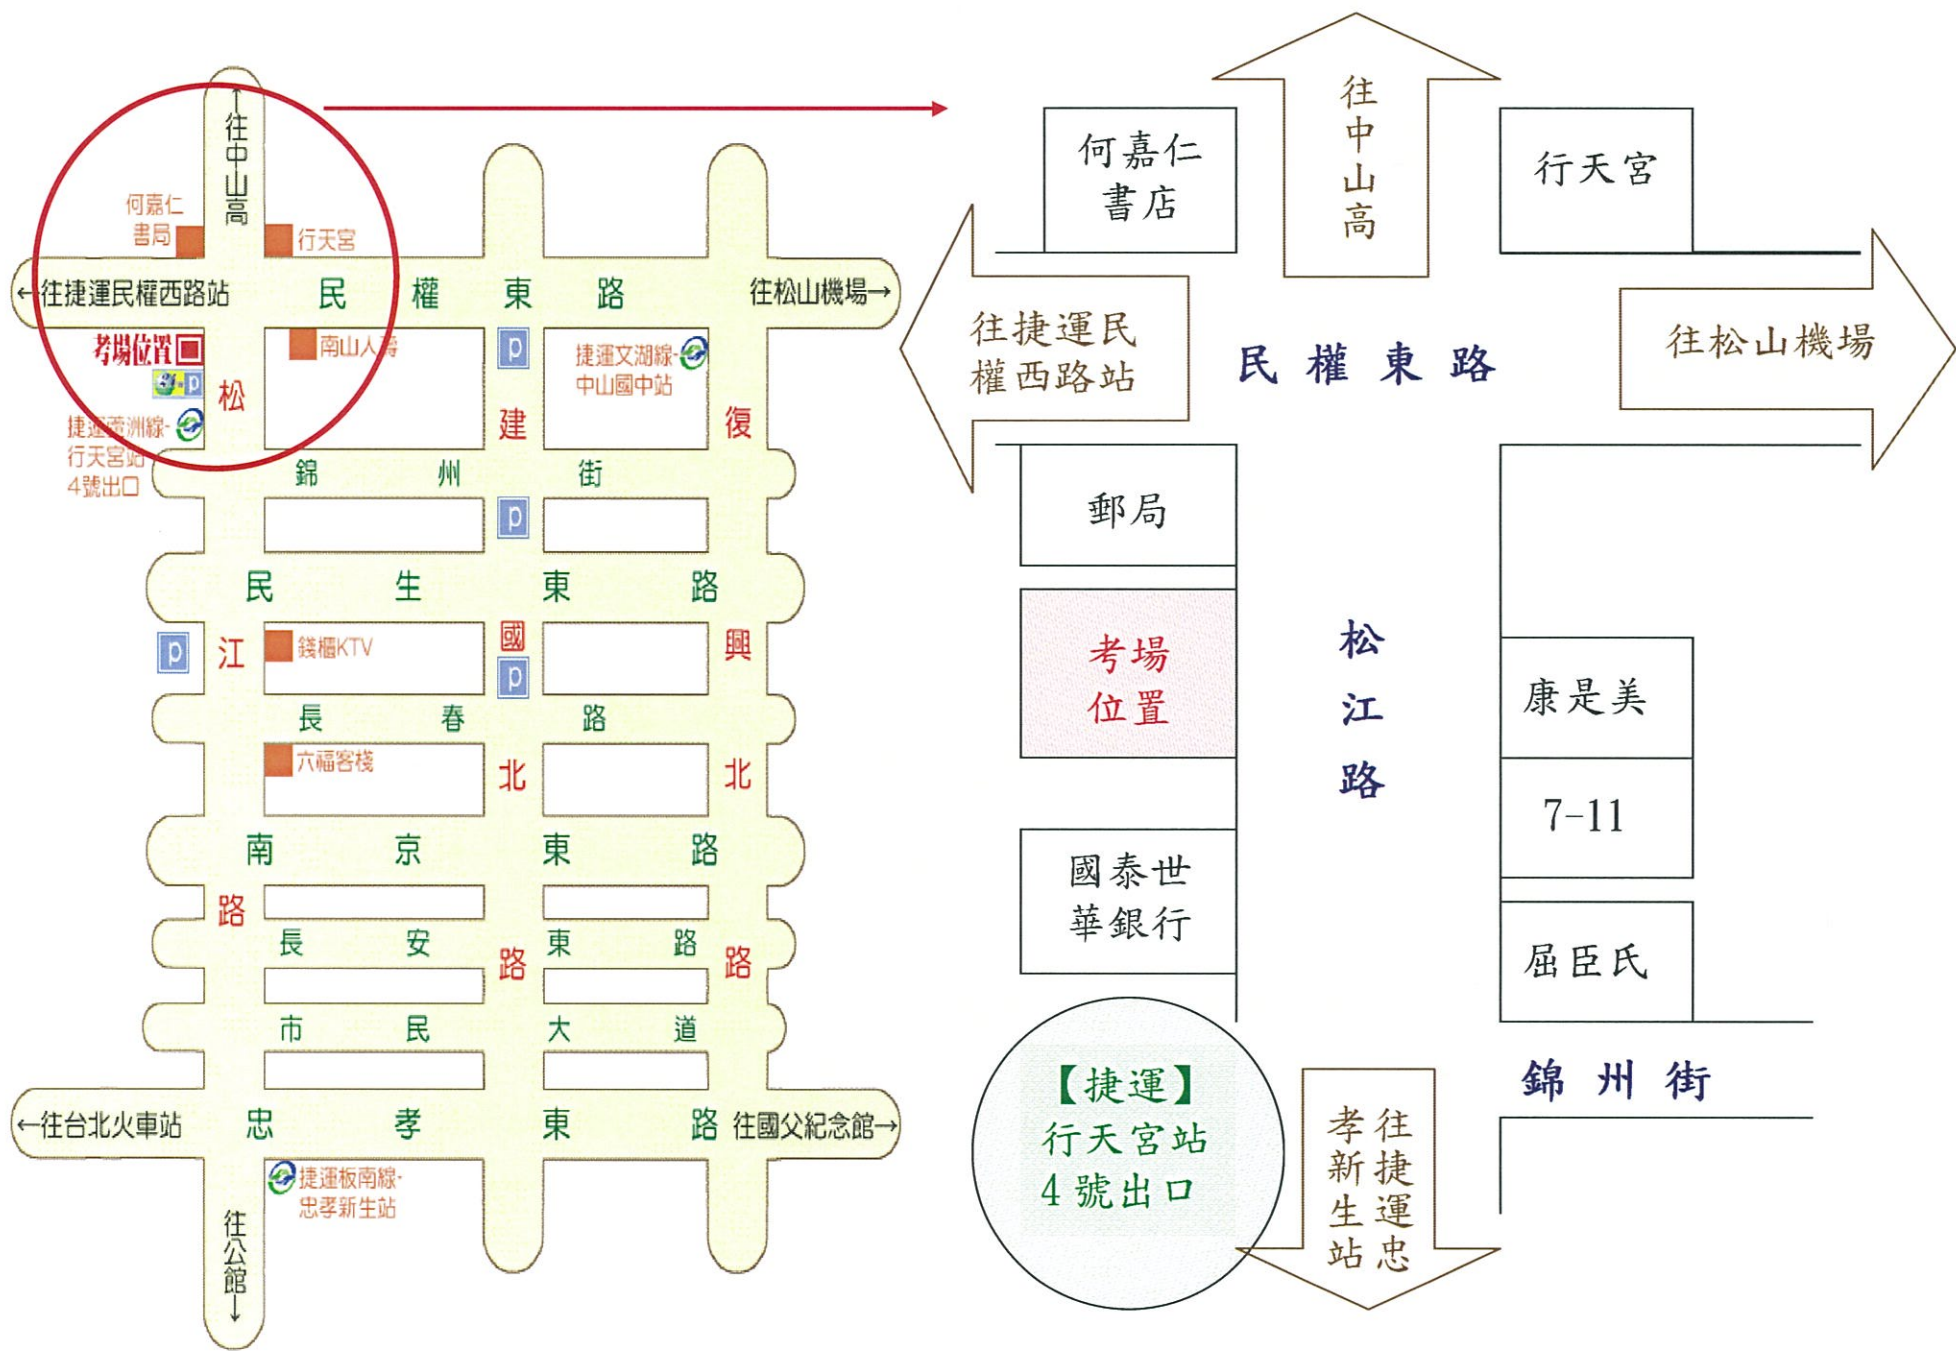 ↑往中山高
何嘉仁
書局
行天宮
←往捷運民權西路站
民權東路
往松山機場→
考場位置
P
南山人壽
P
捷運文湖線-
中山國中站
捷運蘆洲線-
行天宮站
4號出口
松江路
建國北路
復興北路
錦州街
P
民生東路
P
錢櫃KTV
P
長春路
六福客棧
南京東路
長安東路
市民大道
←往台北火車站
忠孝東路
往國父紀念館→
捷運板南線-
忠孝新生站
往公館→
往中山高
何嘉仁
書店
行天宮
往捷運民
權西路站
民權東路
往松山機場
郵局
考場
位置
松江路
康是美
7-11
國泰世
華銀行
屈臣氏
【捷運】
行天宮站
4號出口
錦州街
往捷運忠
孝新生站